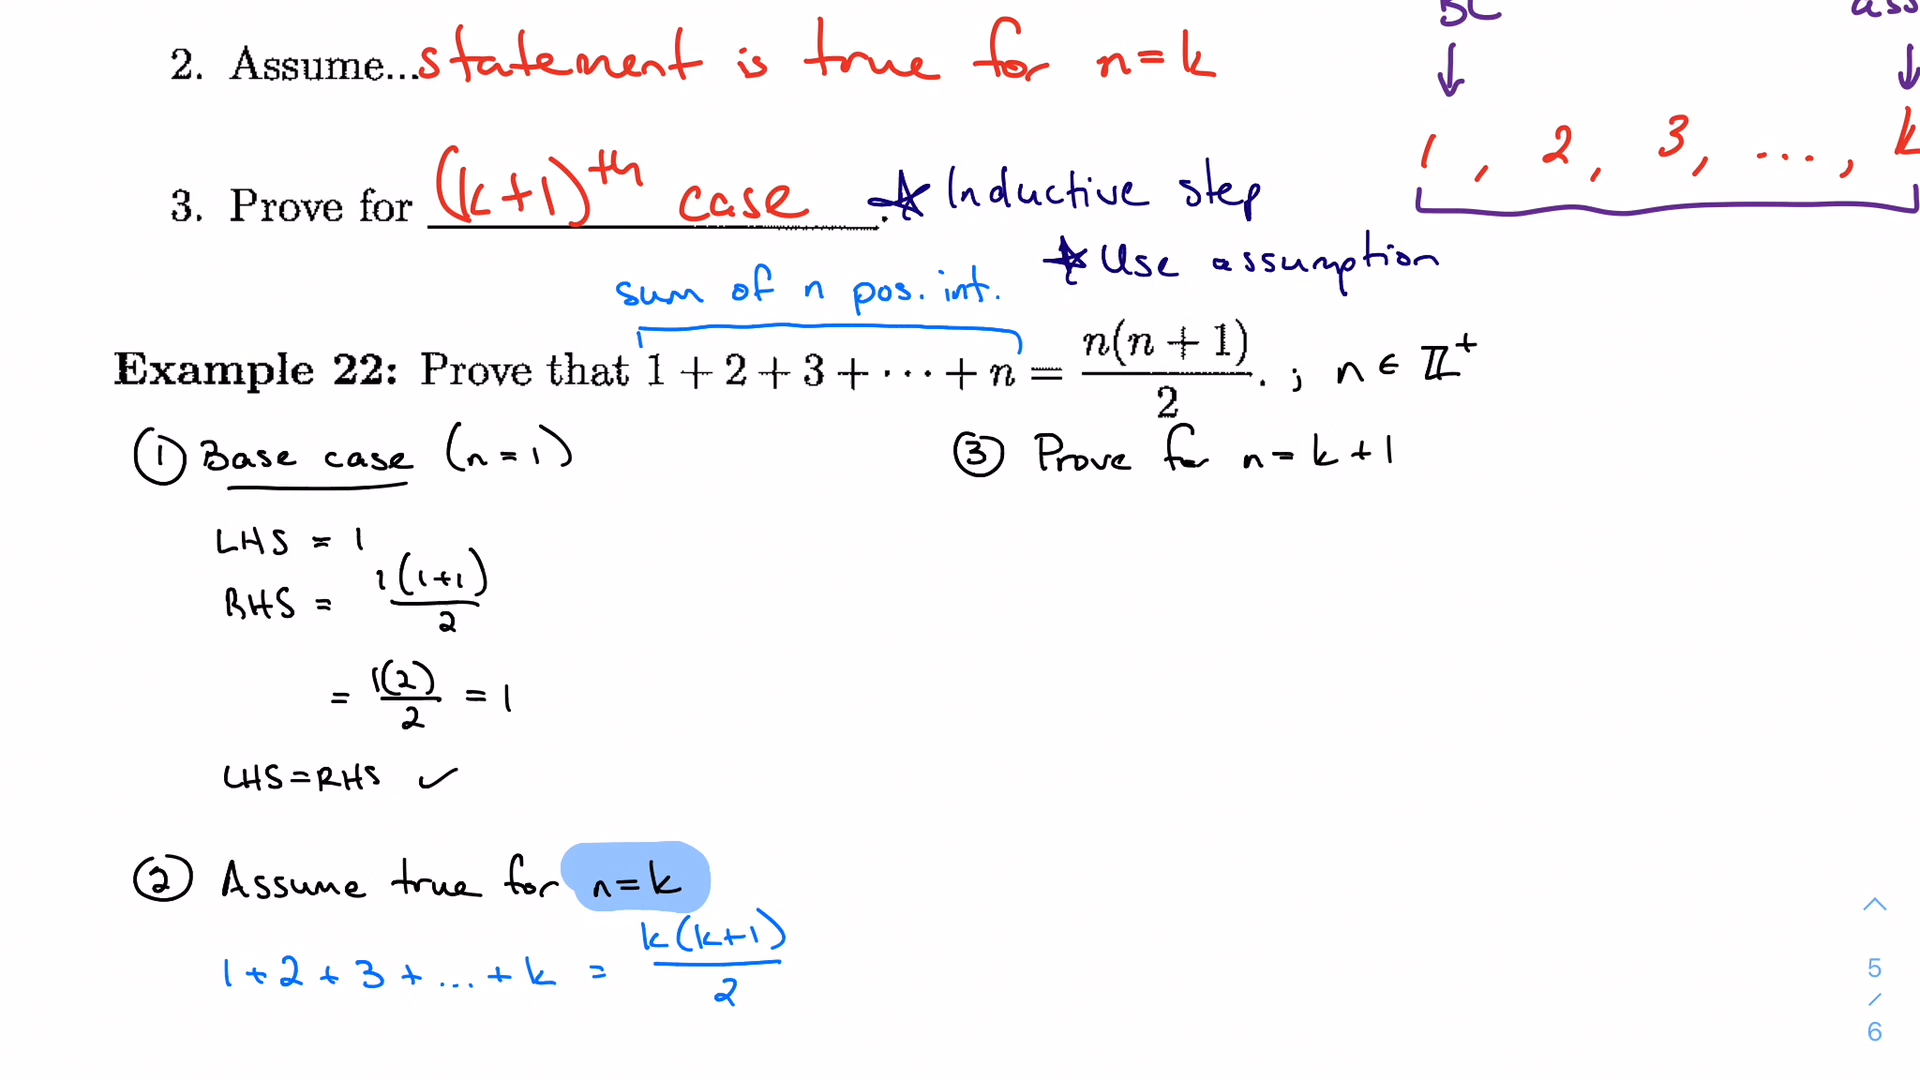 BC
ass
2. Assume...statement is true for n=k
1, 2, 3, ..., k
3. Prove for (k+1)^th case. ☆ Inductive step
☆ Use assumption
sum of n pos. int.
Example 22: Prove that 1 + 2 + 3 + ⋯ + n = n(n + 1)/2. ; n ∈ ℤ⁺
① Base case (n=1)
③ Prove for n=k+1
LHS = 1
RHS = 1(1+1)/2
= 1(2)/2 = 1
LHS=RHS ✓
② Assume true for n=k
1+2+3+...+k = k(k+1)/2
5
/
6